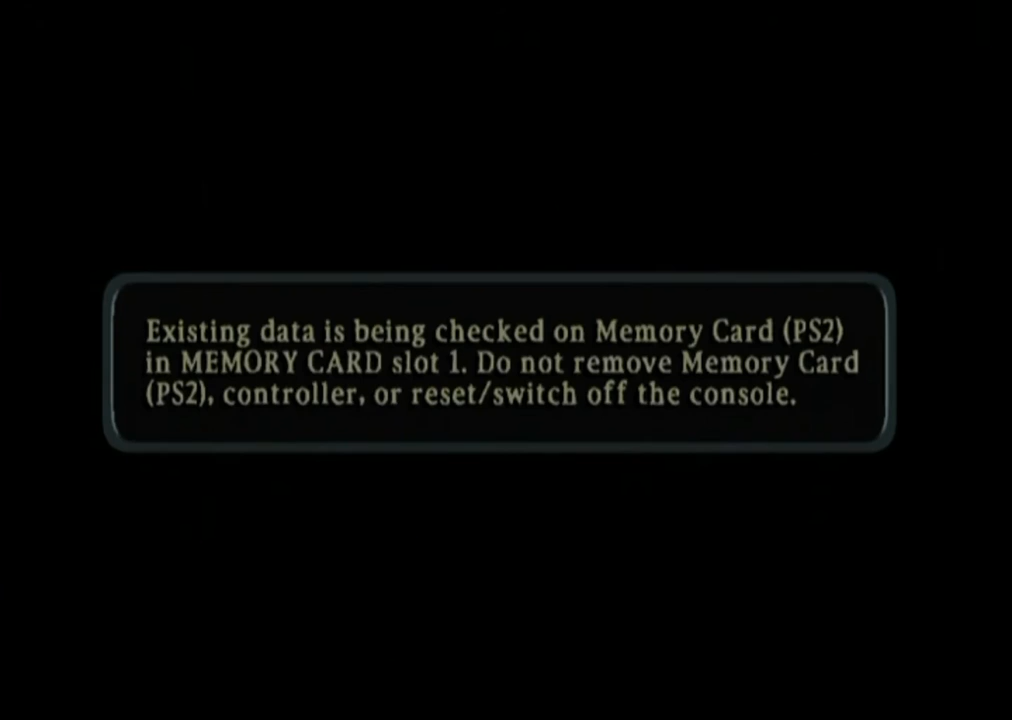 Existing data is being checked on Memory Card (PS2)
in MEMORY CARD slot 1. Do not remove Memory Card
(PS2), controller, or reset/switch off the console.